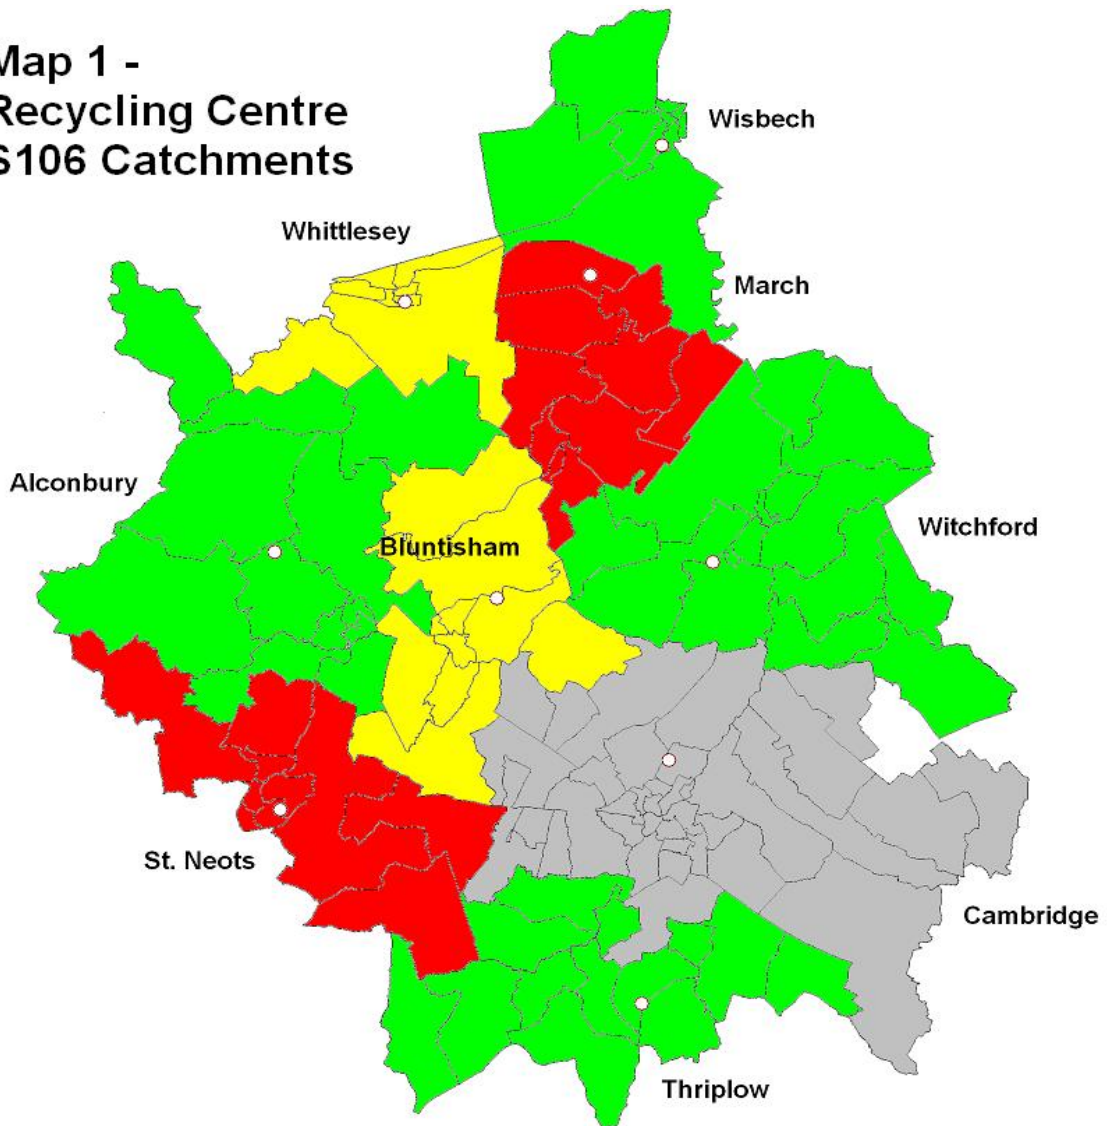 Map 1 -
Recycling Centre
S106 Catchments
Wisbech
Whittlesey
March
Alconbury
Witchford
Bluntisham
St. Neots
Cambridge
Thriplow